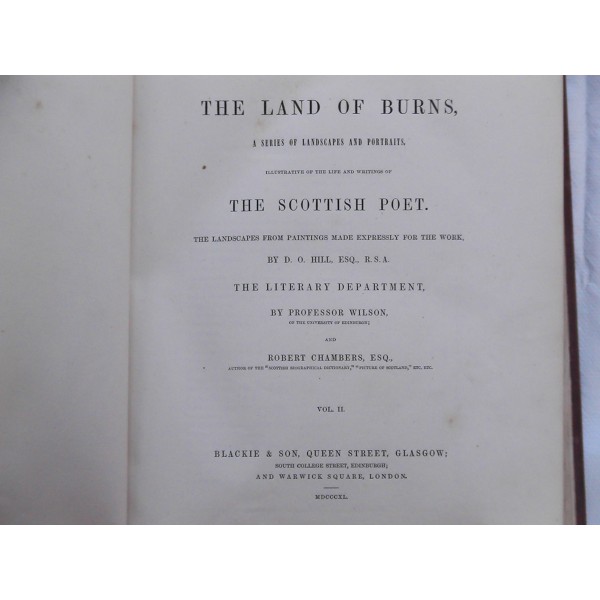 THE LAND OF BURNS,
A SERIES OF LANDSCAPES AND PORTRAITS,
ILLUSTRATIVE OF THE LIFE AND WRITINGS OF
THE SCOTTISH POET.
THE LANDSCAPES FROM PAINTINGS MADE EXPRESSLY FOR THE WORK,
BY D. O. HILL, ESQ., R.S.A.
THE LITERARY DEPARTMENT,
BY PROFESSOR WILSON,
OF THE UNIVERSITY OF EDINBURGH;
AND
ROBERT CHAMBERS, ESQ.,
AUTHOR OF THE "SCOTTISH BIOGRAPHICAL DICTIONARY," "PICTURE OF SCOTLAND," ETC. ETC.
VOL. II.
BLACKIE & SON, QUEEN STREET, GLASGOW;
SOUTH COLLEGE STREET, EDINBURGH;
AND WARWICK SQUARE, LONDON.
MDCCCXL.